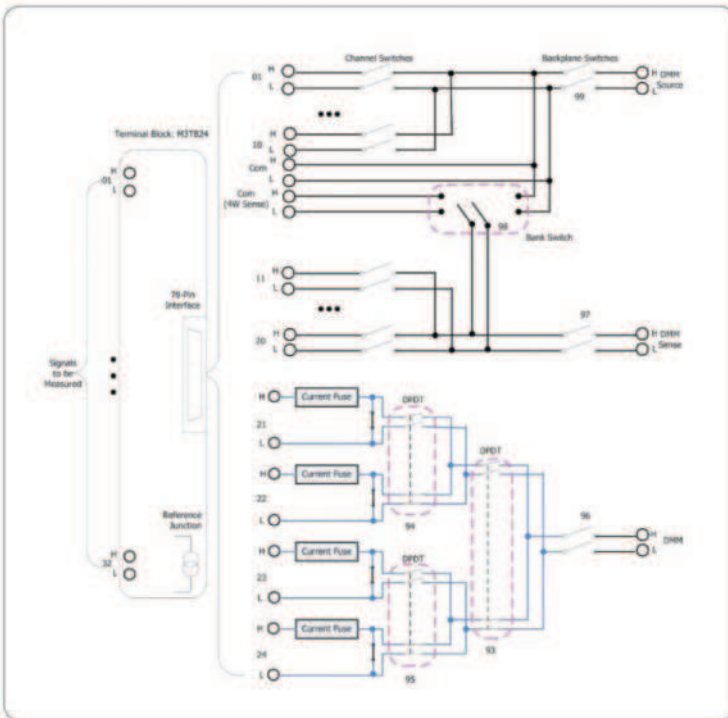 Channel Switches
Backplane Switches
01
H
L
H DMM
Source
L
99
10
H
L
Com
H
L
Com
(4W Sense)
H
L
98
Bank Switch
11
H
L
97
20
H
L
H DMM
L Sense
Terminal Block: M3TB24
01
H
L
78-Pin
Interface
Signals
to be
Measured
Reference
Junction
32
H
L
H
Current Fuse
DPDT
21
L
H
Current Fuse
DPDT
22
L
94
96
H
Current Fuse
DPDT
H
DMM
L
23
L
H
Current Fuse
93
24
L
95